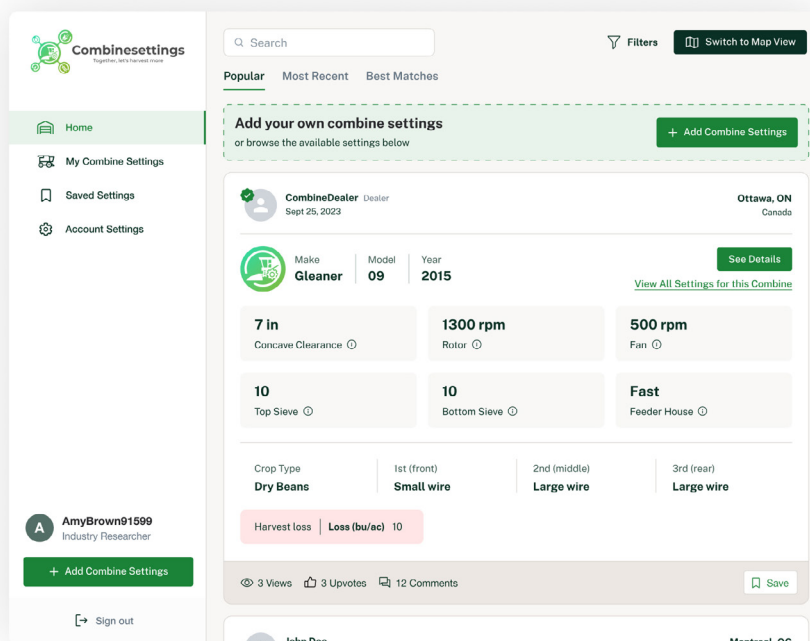 Combinesettings
Together, let's harvest more
Home
My Combine Settings
Saved Settings
Account Settings
A
AmyBrown91599
Industry Researcher
+ Add Combine Settings
Sign out
Search
Filters
Switch to Map View
Popular
Most Recent
Best Matches
Add your own combine settings
or browse the available settings below
+ Add Combine Settings
CombineDealer Dealer
Sept 25, 2023
Ottawa, ON
Canada
Make
Gleaner
Model
09
Year
2015
See Details
View All Settings for this Combine
7 in
Concave Clearance
1300 rpm
Rotor
500 rpm
Fan
10
Top Sieve
10
Bottom Sieve
Fast
Feeder House
Crop Type
Dry Beans
1st (front)
Small wire
2nd (middle)
Large wire
3rd (rear)
Large wire
Harvest loss
Loss (bu/ac) 10
3 Views
3 Upvotes
12 Comments
Save
John Doe
Montreal, QC